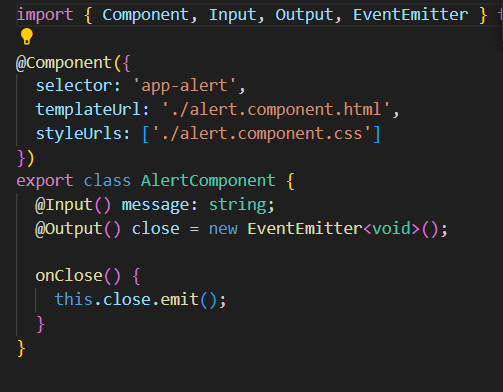 import { Component, Input, Output, EventEmitter }
@Component({
  selector: 'app-alert',
  templateUrl: './alert.component.html',
  styleUrls: ['./alert.component.css']
})
export class AlertComponent {
  @Input() message: string;
  @Output() close = new EventEmitter<void>();
  onClose() {
    this.close.emit();
  }
}